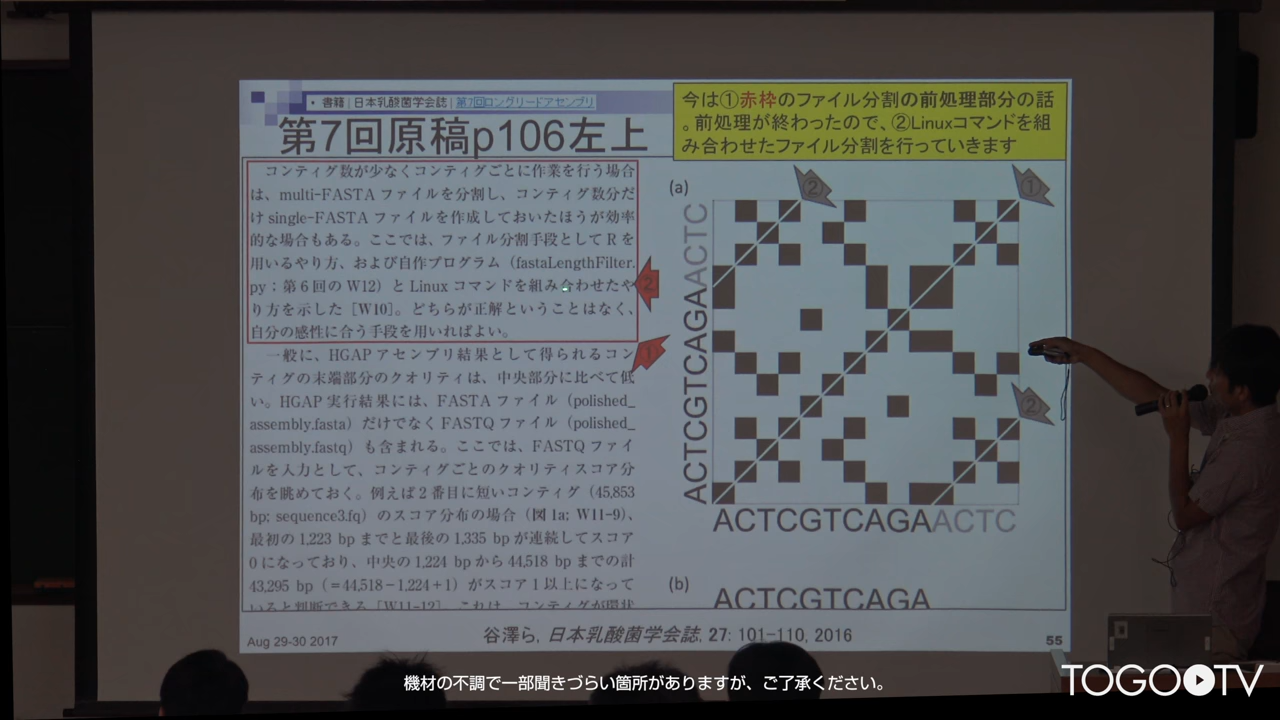 ・書籍|日本乳酸菌学会誌|第7回ロングリードアセンブリ
第7回原稿p106左上
今は①赤枠のファイル分割の前処理部分の話
。前処理が終わったので、②Linuxコマンドを組
み合わせたファイル分割を行っていきます
コンティグ数が少なくコンティグごとに作業を行う場合
は、multi-FASTA ファイルを分割し、コンティグ数分だ
け single-FASTA ファイルを作成しておいたほうが効率
的な場合もある。ここでは、ファイル分割手段として R を
用いるやり方、および自作プログラム（fastaLengthFilter.
py：第6回の W12）と Linux コマンドを組み合わせたや
り方を示した［W10］。どちらが正解ということはなく、
自分の感性に合う手段を用いればよい。
一般に、HGAP アセンブリ結果として得られるコン
ティグの末端部分のクオリティは、中央部分に比べて低
い。HGAP 実行結果には、FASTA ファイル（polished_
assembly.fasta）だけでなく FASTQ ファイル（polished_
assembly.fastq）も含まれる。ここでは、FASTQ ファイ
ルを入力として、コンティグごとのクオリティスコア分
布を眺めておく。例えば2番目に短いコンティグ（45,853
bp; sequence3.fq）のスコア分布の場合（図1a; W11-9）、
最初の 1,223 bp までと最後の 1,335 bp が連続してスコア
0 になっており、中央の 1,224 bp から 44,518 bp までの計
43,295 bp（＝44,518－1,224＋1）がスコア 1 以上になって
いると判断できる［W11-12］。これは、コンティグが環状
②
①
(a)
②
①
②
ACTCGTCAGAACTC
ACTCGTCAGAACTC
(b)
ACTCGTCAGA
Aug 29-30 2017
谷澤ら, 日本乳酸菌学会誌, 27: 101-110, 2016
55
機材の不調で一部聞きづらい箇所がありますが、ご了承ください。
TOGOTV